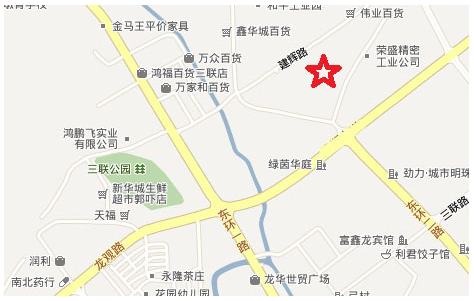 金马王平价家具
伟业百货
鑫华城百货
建辉路
万众百货
鸿福百货三联店
万家和百货
荣盛精密
工业公司
鸿鹏飞实业
有限公司
三联公园
绿茵华庭
劲力·城市明珠
新华城生鲜
超市郭吓店
天福
三联路
东环一路
东环二路
龙观路
富鑫龙宾馆
利君饺子馆
润利
南北药行
永隆茶庄
龙华世贸广场
花园幼儿园
弓村